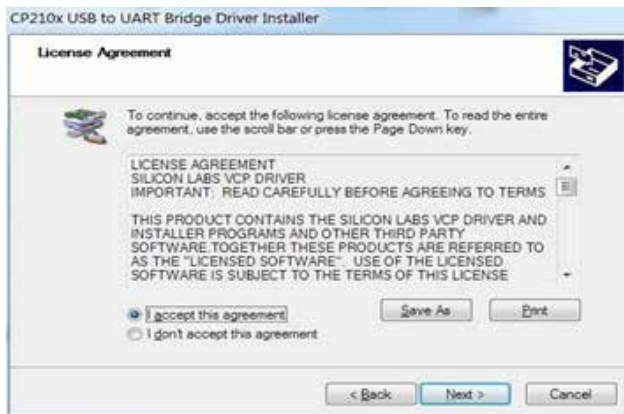 CP210x USB to UART Bridge Driver Installer
License Agreement
To continue, accept the following license agreement. To read the entire
agreement, use the scroll bar or press the Page Down key.
LICENSE AGREEMENT
SILICON LABS VCP DRIVER
IMPORTANT: READ CAREFULLY BEFORE AGREEING TO TERMS
THIS PRODUCT CONTAINS THE SILICON LABS VCP DRIVER AND
INSTALLER PROGRAMS AND OTHER THIRD PARTY
SOFTWARE.TOGETHER THESE PRODUCTS ARE REFERRED TO
AS THE "LICENSED SOFTWARE". USE OF THE LICENSED
SOFTWARE IS SUBJECT TO THE TERMS OF THIS LICENSE
I accept this agreement
I don't accept this agreement
Save As
Print
< Back
Next >
Cancel